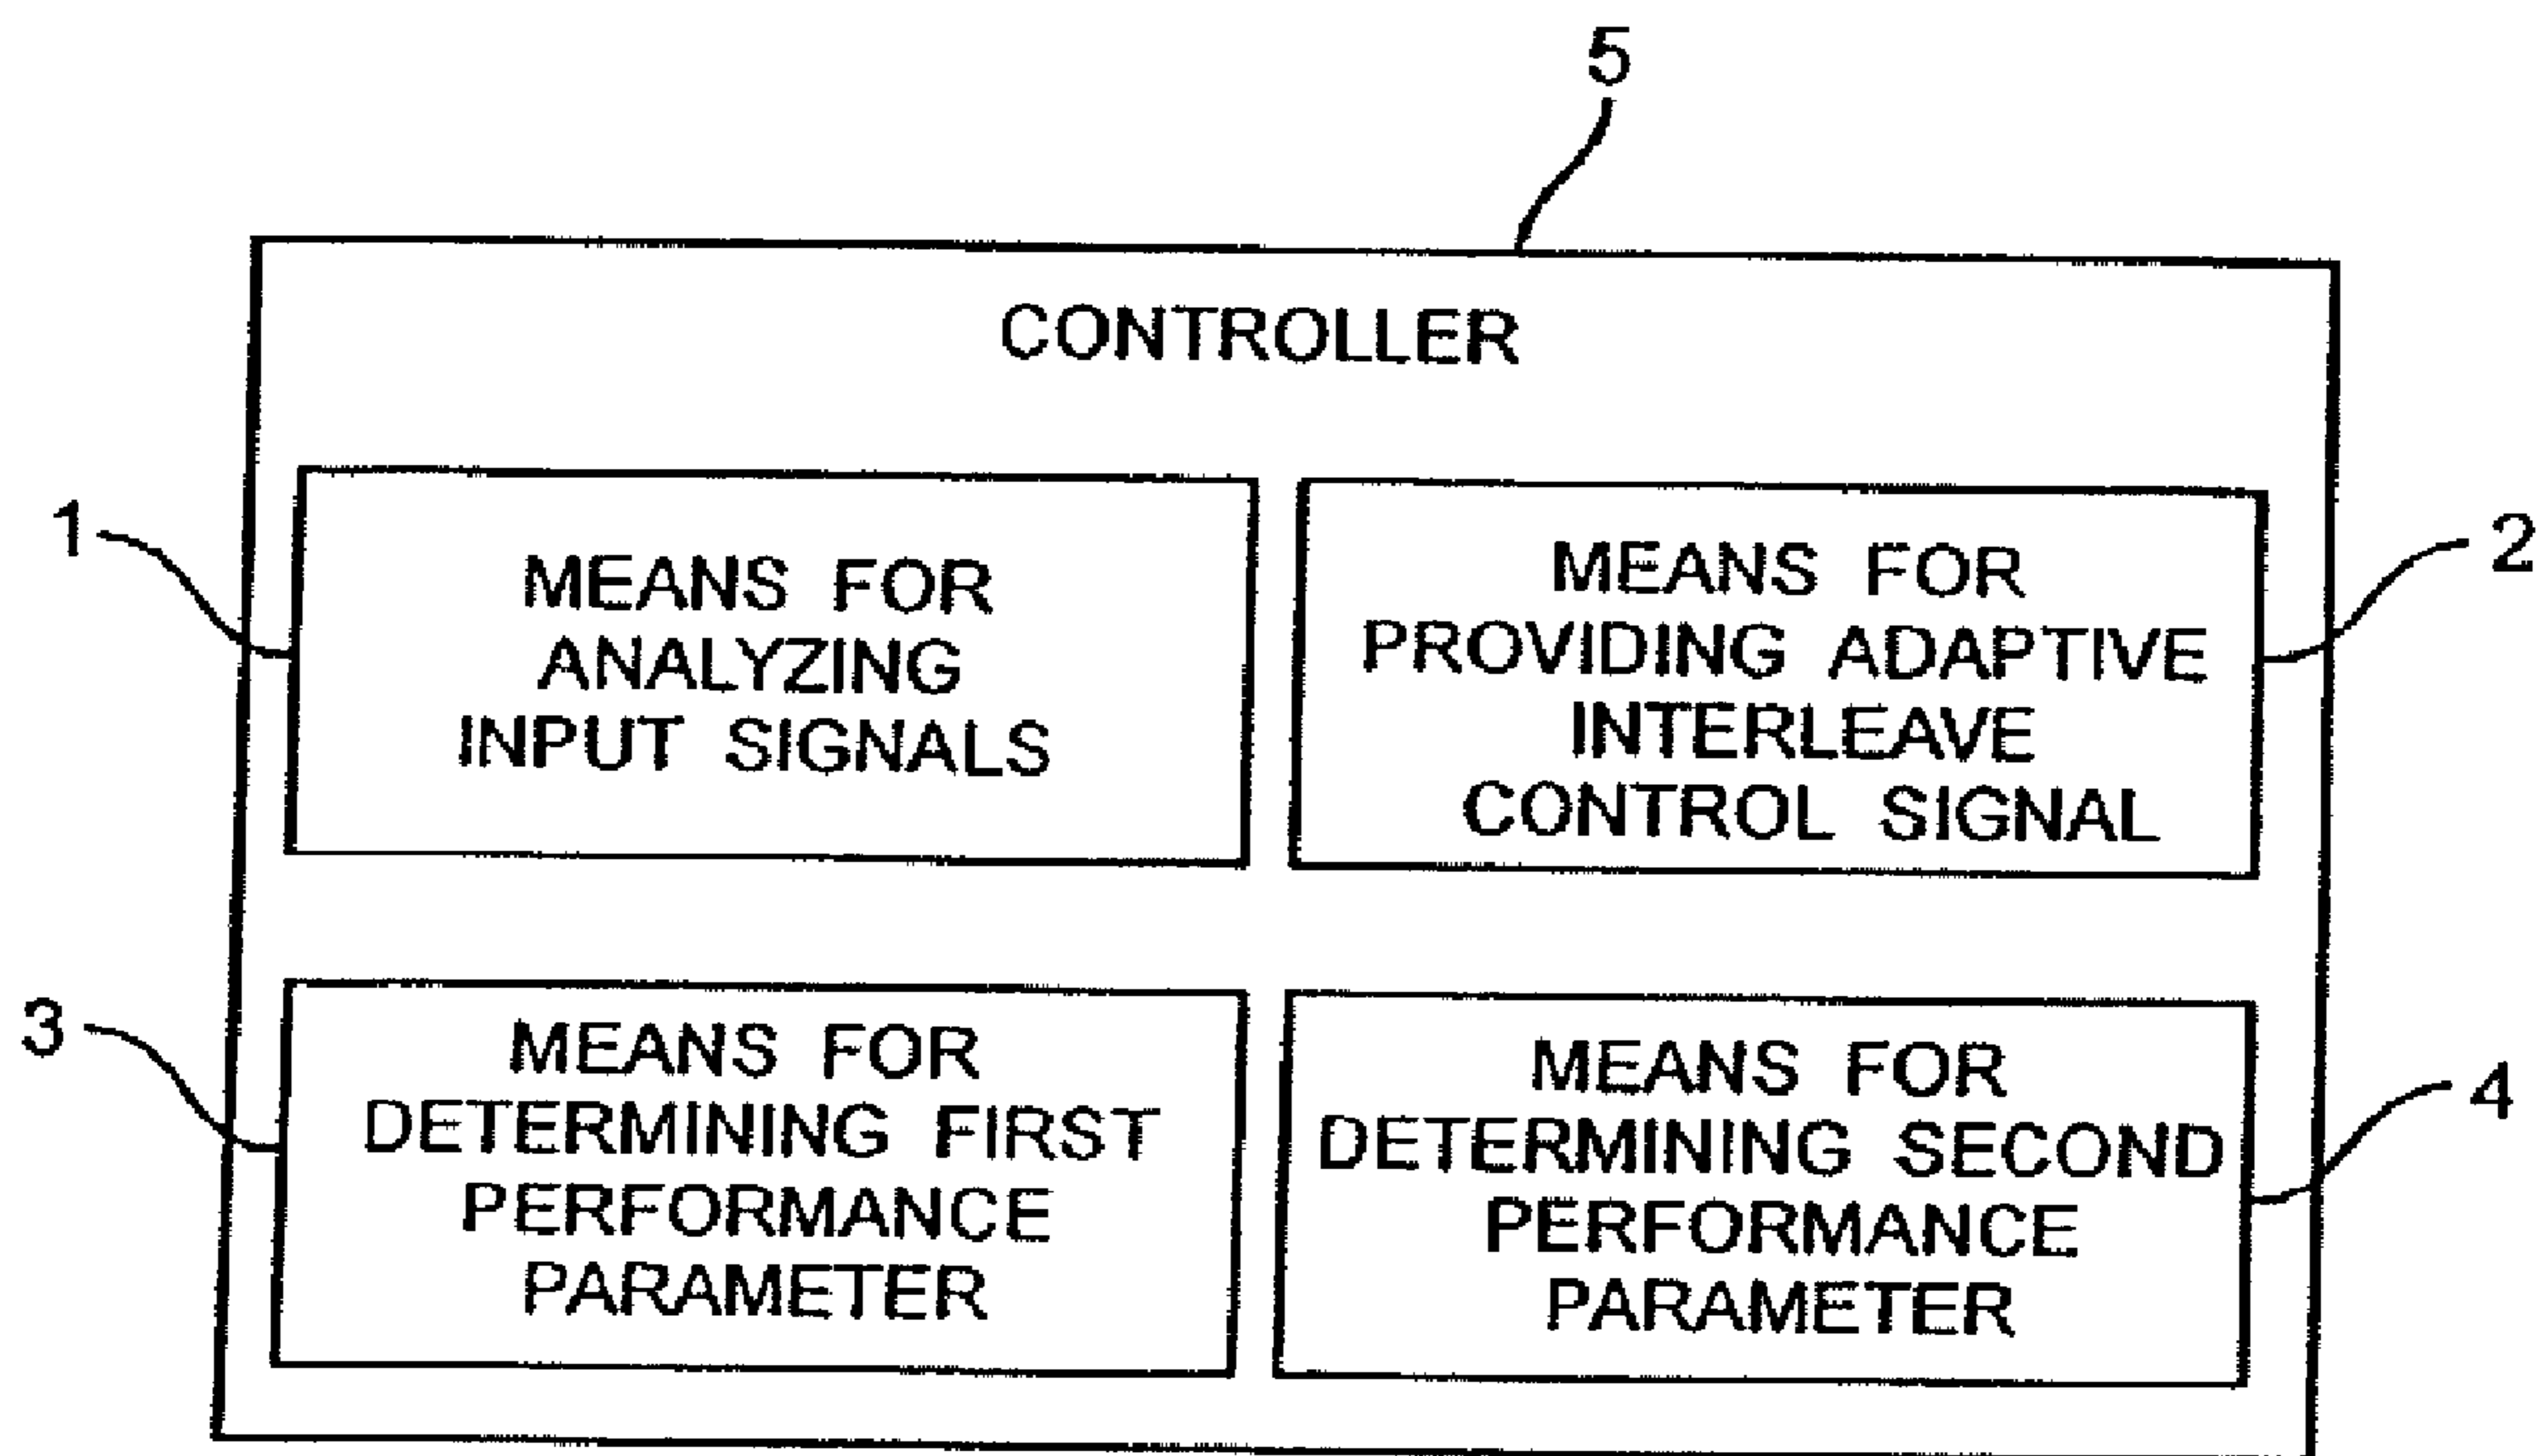 5
CONTROLLER
1
MEANS FOR
ANALYZING
INPUT SIGNALS
MEANS FOR
PROVIDING ADAPTIVE
INTERLEAVE
CONTROL SIGNAL
2
3
MEANS FOR
DETERMINING FIRST
PERFORMANCE
PARAMETER
MEANS FOR
DETERMINING SECOND
PERFORMANCE
PARAMETER
4